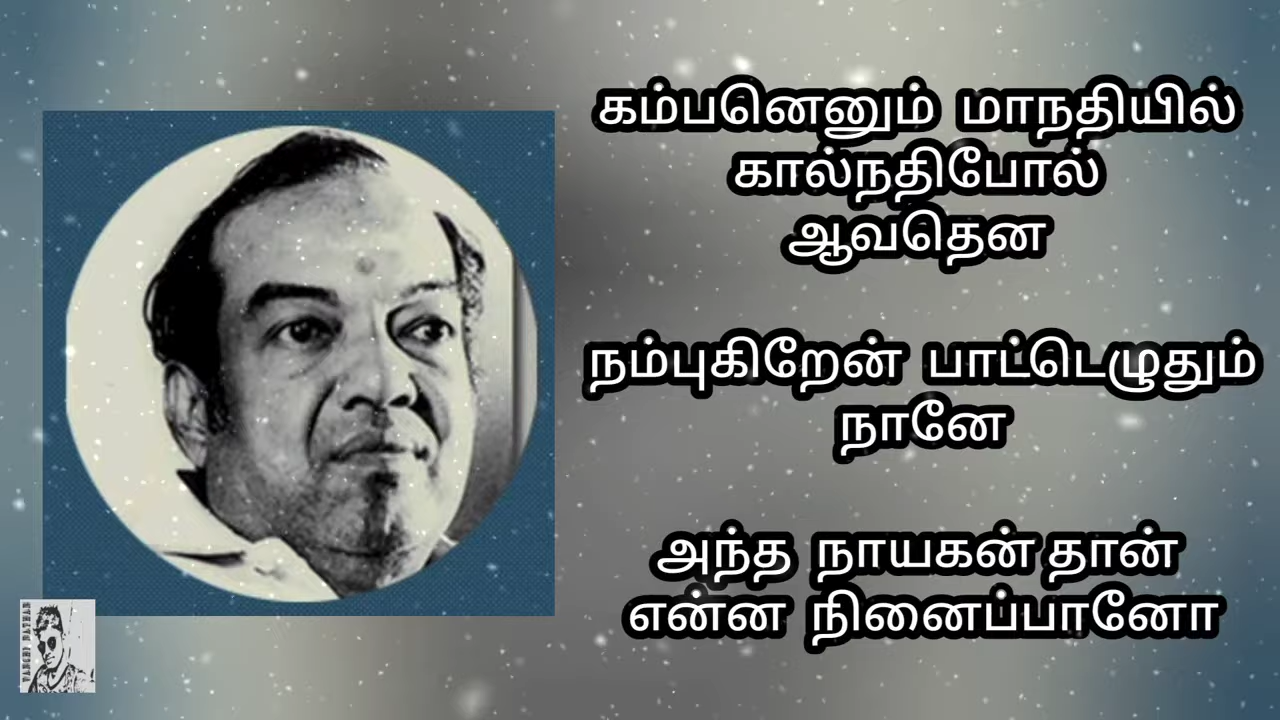 கம்பனெனும் மாநதியில்
கால்நதிபோல்
ஆவதென
நம்புகிறேன் பாட்டெழுதும்
நானே
அந்த நாயகன் தான்
என்ன நினைப்பானோ